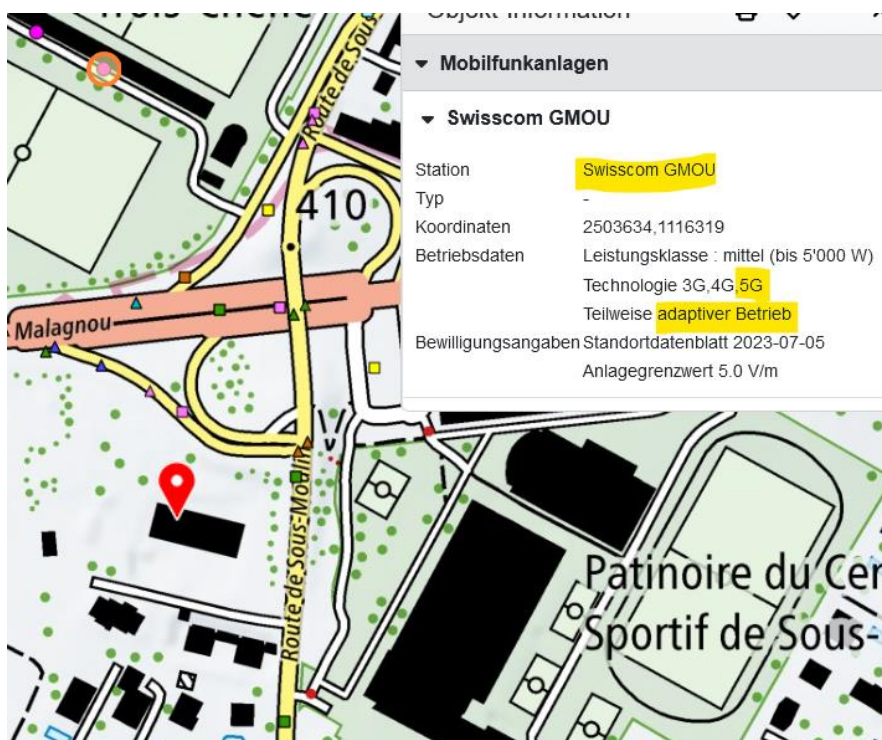 Objekt-Information
Mobilfunkanlagen
Swisscom GMOU
Station Swisscom GMOU
Typ -
Koordinaten 2503634,1116319
Betriebsdaten Leistungsklasse : mittel (bis 5'000 W)
Technologie 3G,4G,5G
Teilweise adaptiver Betrieb
Bewilligungsangaben Standortdatenblatt 2023-07-05
Anlagegrenzwert 5.0 V/m
Route de Sous-
410
Malagnou
Route de Sous-Moulin
Patinoire du Cen
Sportif de Sous-